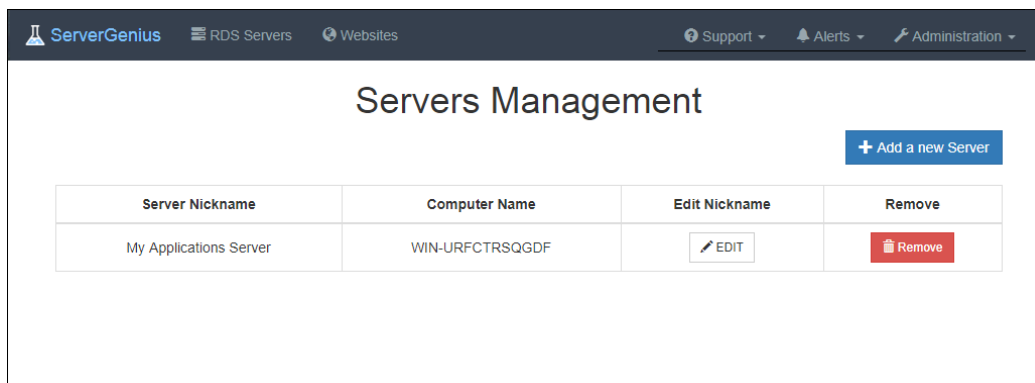 ServerGenius RDS Servers Websites Support Alerts Administration
Servers Management
Add a new Server
Server Nickname Computer Name Edit Nickname Remove
My Applications Server WIN-URFCTRSQGDF EDIT Remove